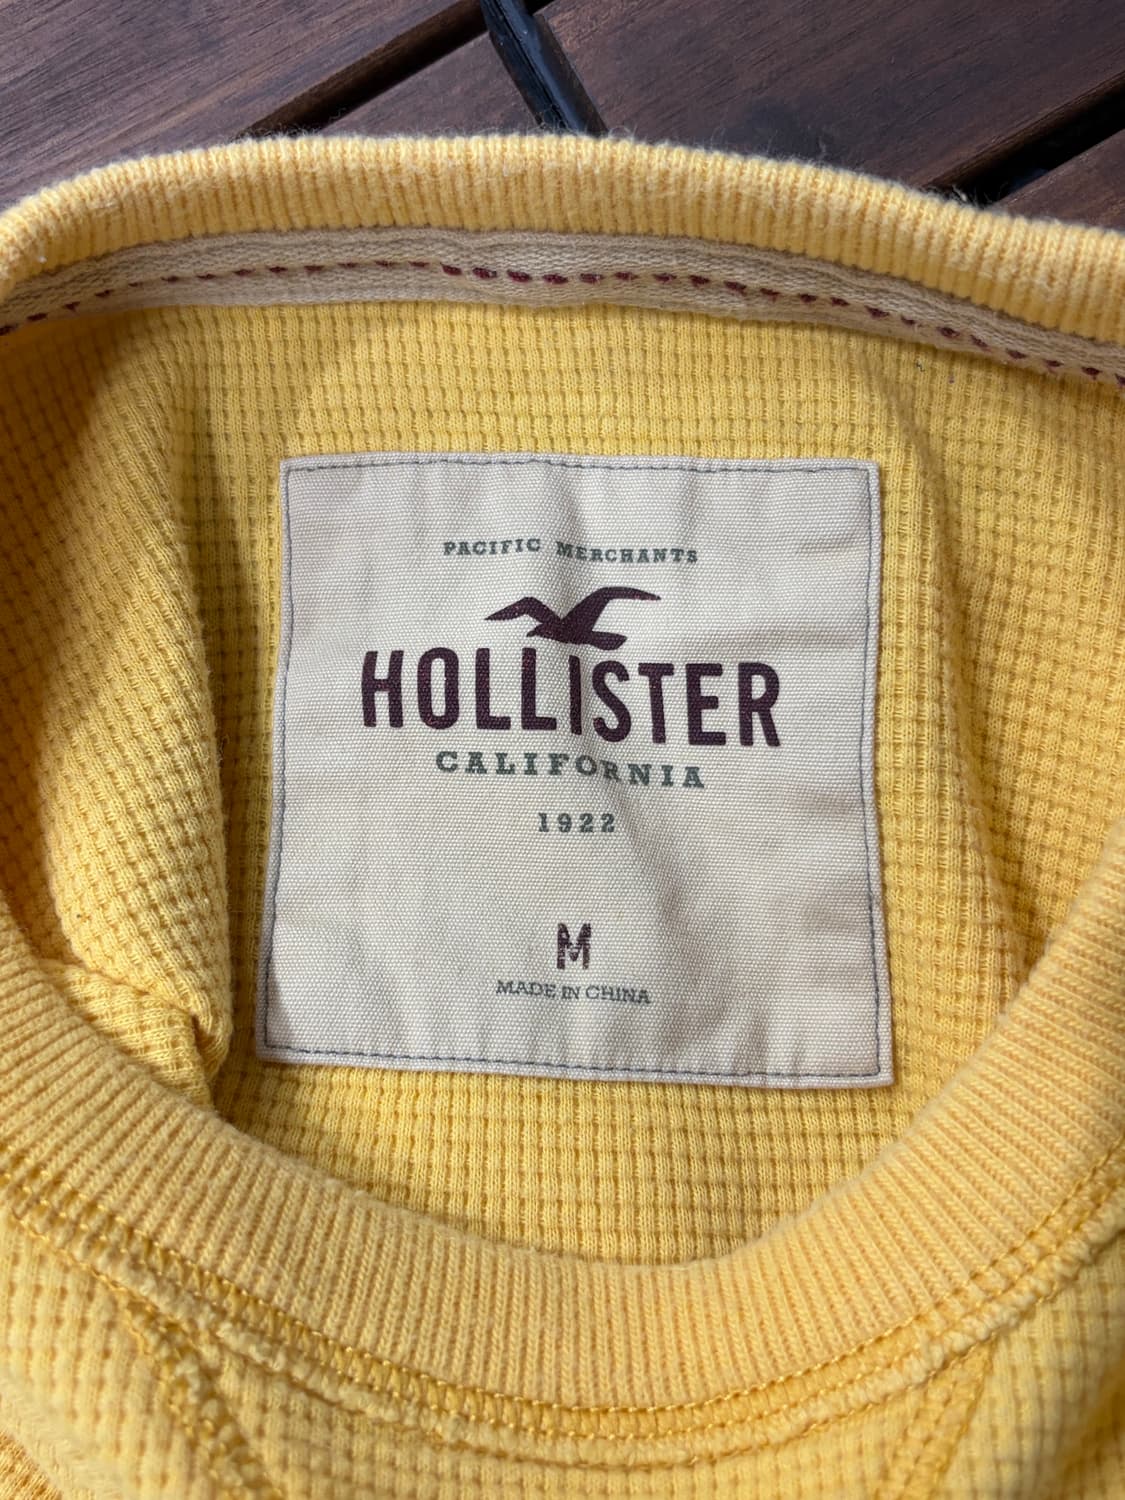 PACIFIC MERCHANTS
HOLLISTER
CALIFORNIA
1922
M
MADE IN CHINA